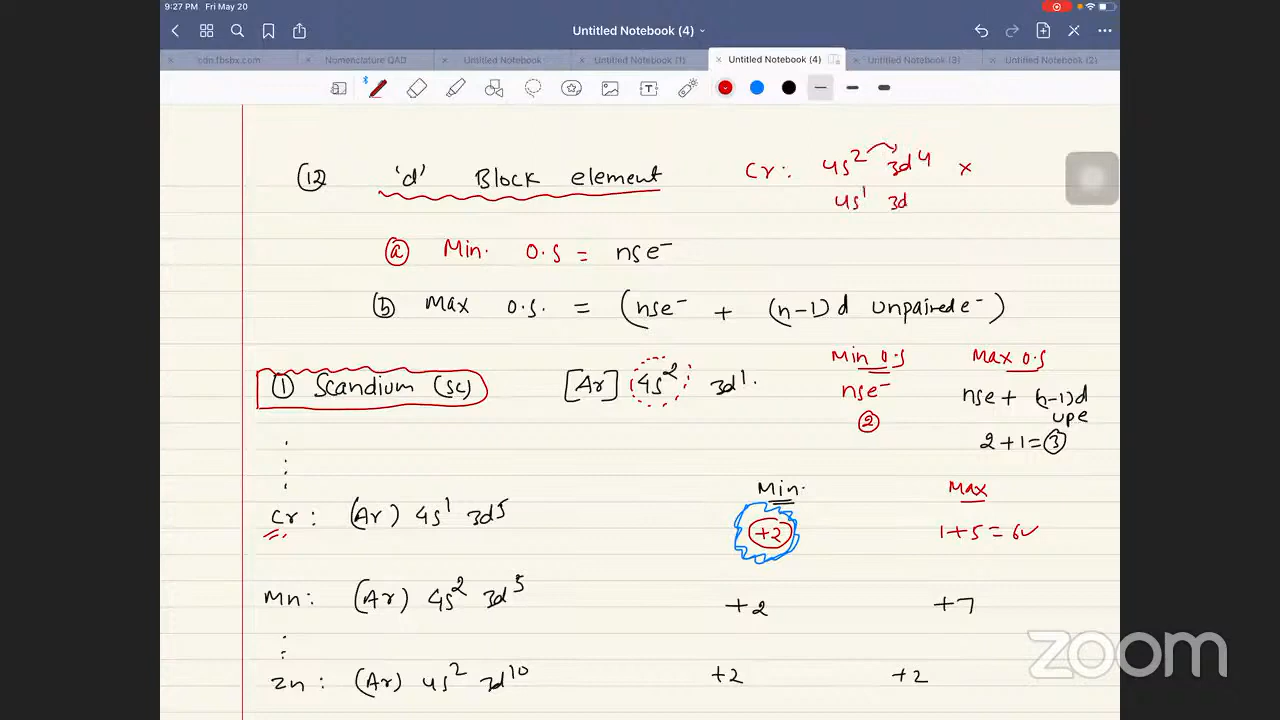 9:27 PM Fri May 20
Untitled Notebook (4)
cdn.fbsbx.com
Nomenclature QAD
Untitled Notebook
Untitled Notebook (1)
Untitled Notebook (4)
Untitled Notebook (3)
Untitled Notebook (2)
⑫ 'd' Block element
Cr: 4s² 3d⁴ ×
4s¹ 3d
ⓐ Min. O.S = nse⁻
ⓑ Max O.S. = (nse⁻ + (n-1)d unpaired e⁻)
① Scandium (Sc) [Ar] 4s² 3d¹.
Min O.S
nse⁻
②
Max O.S
nse + (n-1)d
upe
2+1=③
Min. Max
Cr: (Ar) 4s¹ 3d⁵ +2 1+5=6✓
Mn: (Ar) 4s² 3d⁵ +2 +7
Zn: (Ar) 4s² 3d¹⁰ +2 +2
zoom